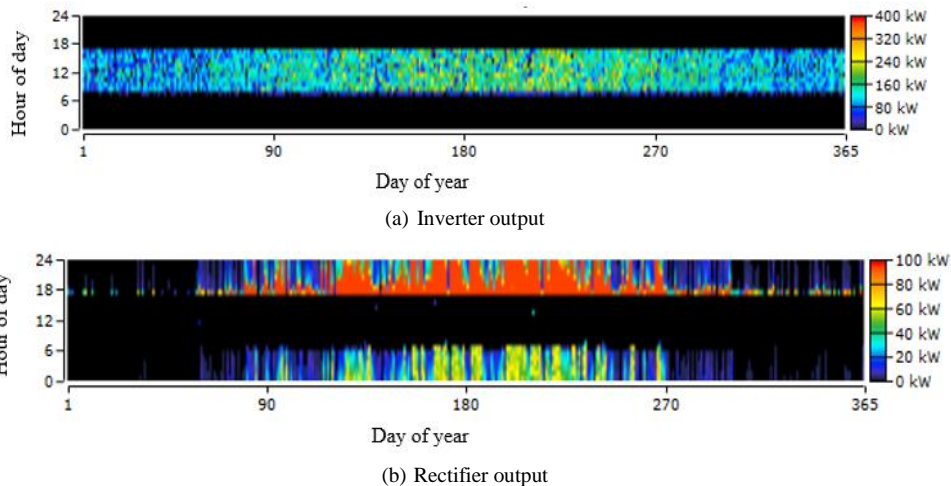 24
18
12
6
0
Hour of day
1
90
180
270
365
Day of year
400 kW
320 kW
240 kW
160 kW
80 kW
0 kW
(a) Inverter output
24
18
12
6
0
Hour of day
1
90
180
270
365
Day of year
100 kW
80 kW
60 kW
40 kW
20 kW
0 kW
(b) Rectifier output